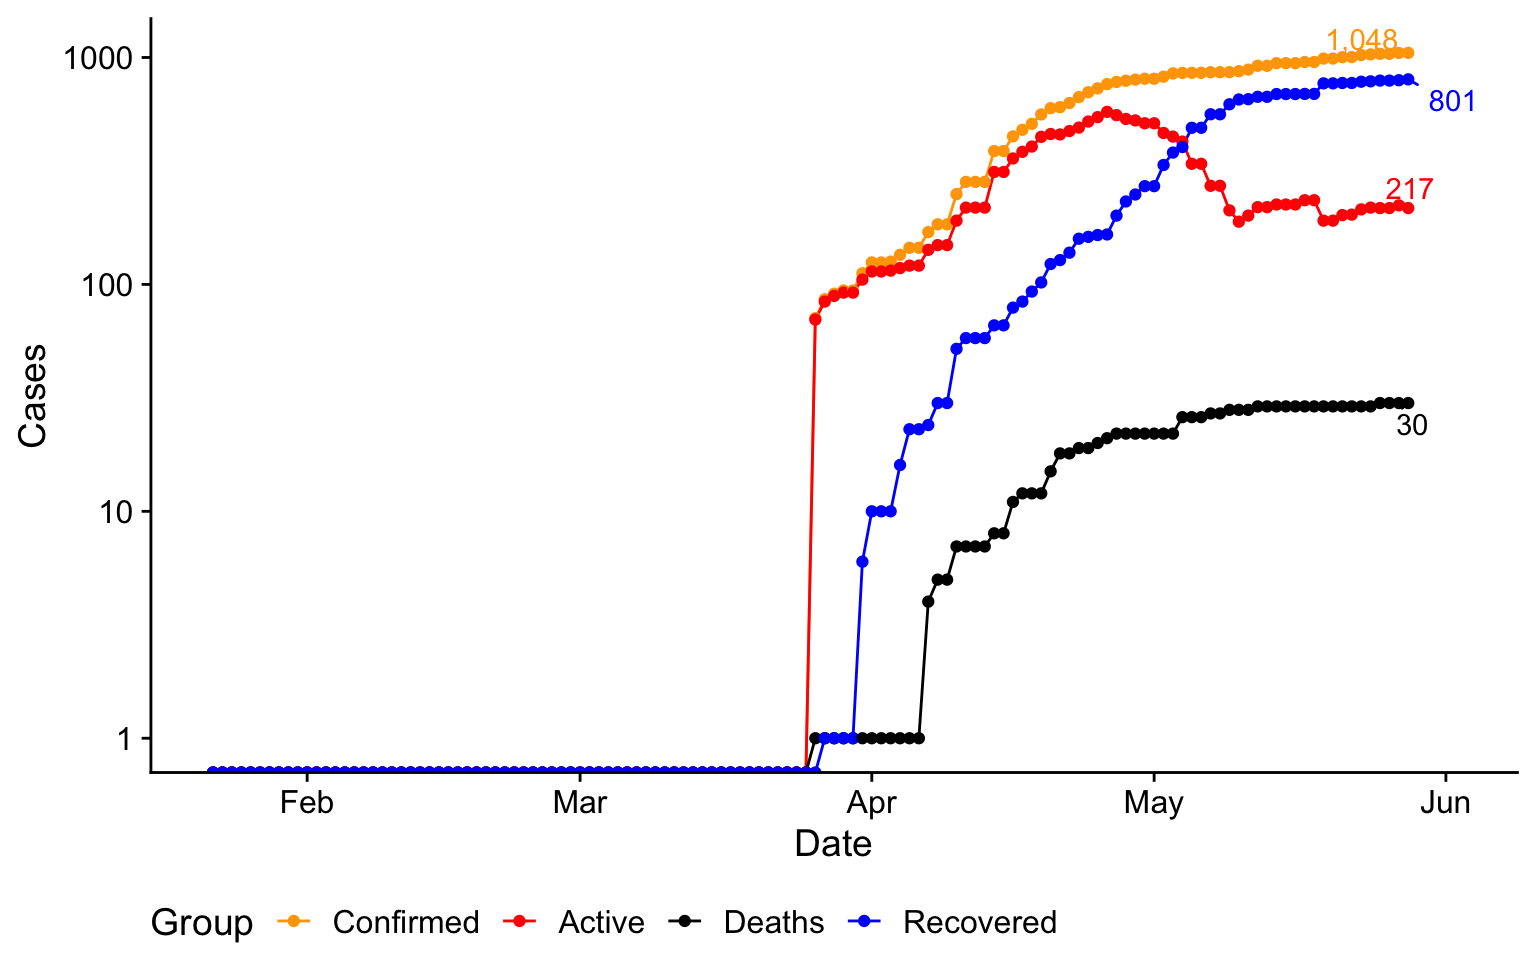 1,048
1000
801
217
100
Cases
30
10
1
Feb Mar Apr May Jun
Date
Group Confirmed Active Deaths Recovered